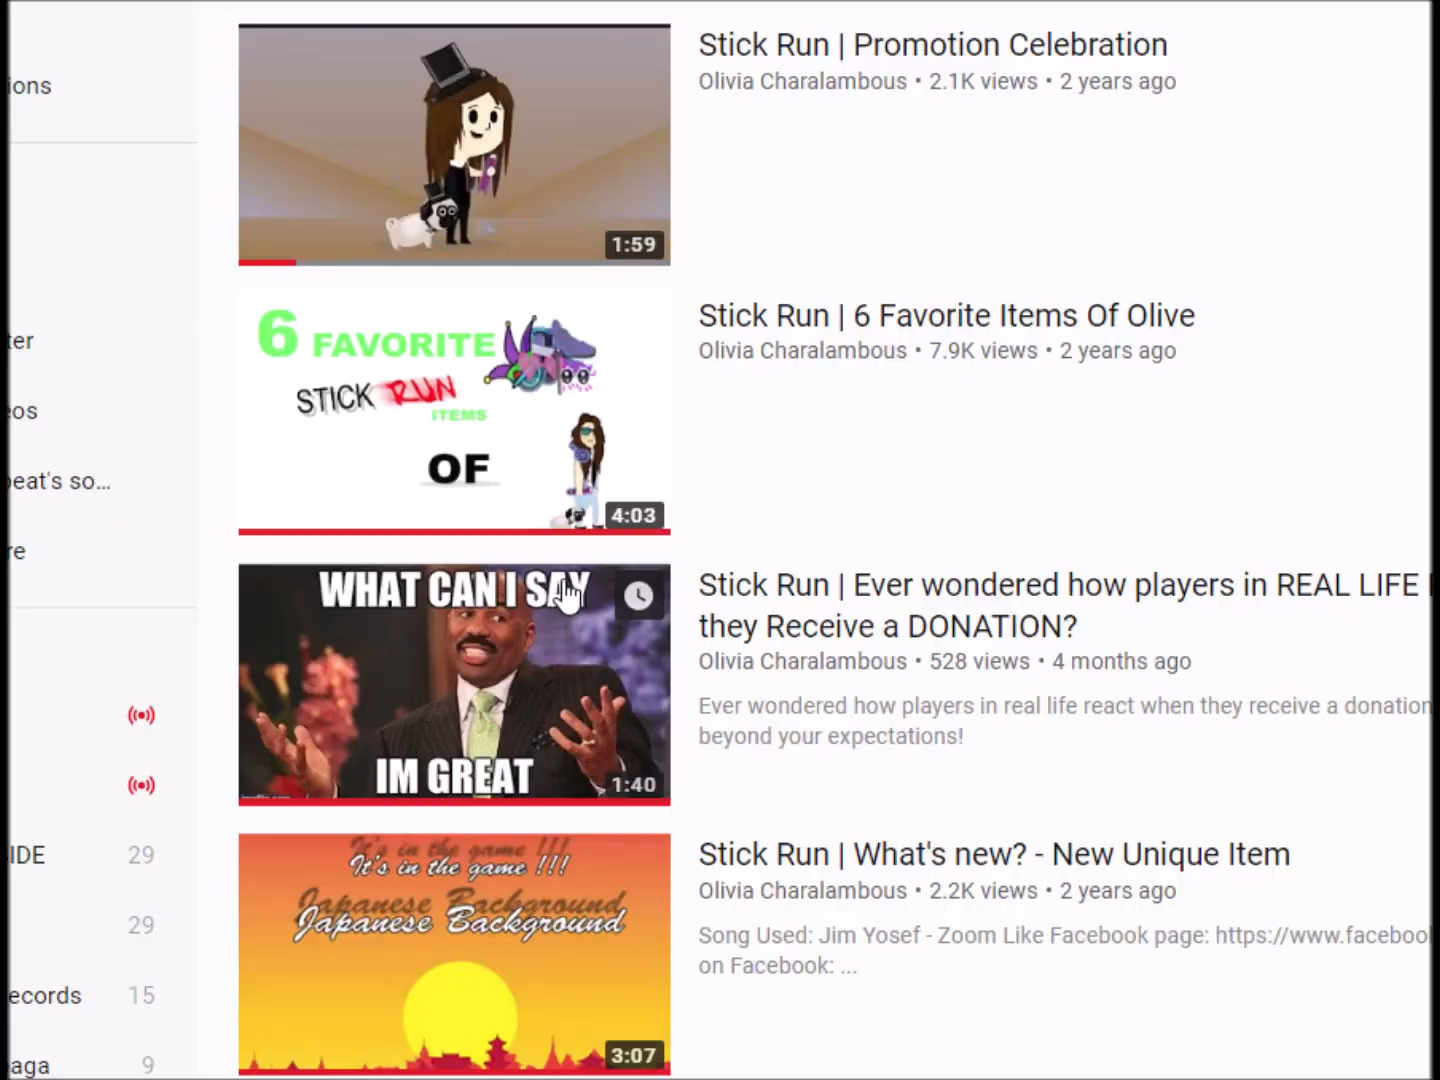 ions
ter
eos
beat's so...
re
IDE 29
29
ecords 15
aga 9
1:59
Stick Run | Promotion Celebration
Olivia Charalambous • 2.1K views • 2 years ago
6 FAVORITE
STICK RUN
ITEMS
OF
4:03
Stick Run | 6 Favorite Items Of Olive
Olivia Charalambous • 7.9K views • 2 years ago
WHAT CAN I SAY
IM GREAT
1:40
Stick Run | Ever wondered how players in REAL LIFE
they Receive a DONATION?
Olivia Charalambous • 528 views • 4 months ago
Ever wondered how players in real life react when they receive a donation
beyond your expectations!
It's in the game !!!
It's in the game !!!
Japanese Background
Japanese Background
3:07
Stick Run | What's new? - New Unique Item
Olivia Charalambous • 2.2K views • 2 years ago
Song Used: Jim Yosef - Zoom Like Facebook page: https://www.facebool
on Facebook: ...